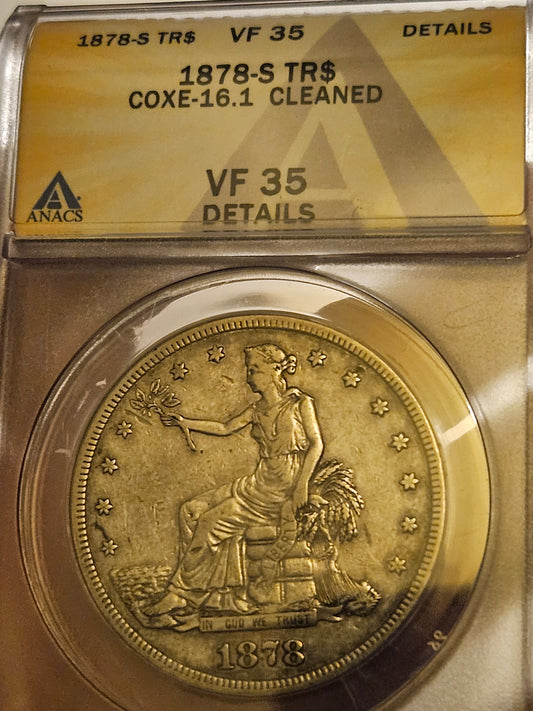 1878-S TR$ VF 35 DETAILS
1878-S TR$
COXE-16.1 CLEANED
VF 35
DETAILS
ANACS
IN GOD WE TRUST
1878